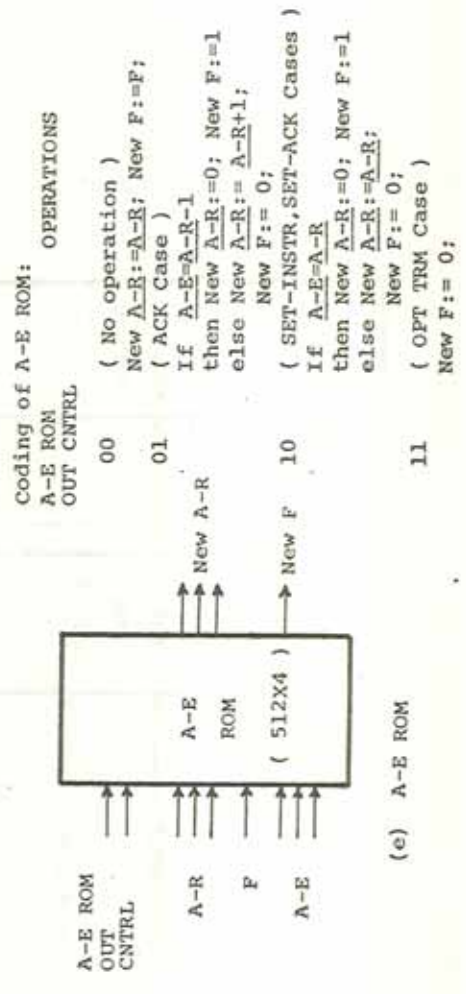 Coding of A-E ROM:
A-E ROM OPERATIONS
OUT CNTRL
00 ( No operation )
New A-R:=A-R; New F:=F;
01 ( ACK Case )
If A-E=A-R-1
then New A-R:=0; New F:=1
else New A-R:= A-R+1;
New F:= 0;
10 ( SET-INSTR,SET-ACK Cases )
If A-E=A-R
then New A-R:=0; New F:=1
else New A-R:=A-R;
New F:= 0;
11 ( OPT TRM Case )
New F:= 0;
A-E ROM
OUT
CNTRL
A-R
F
A-E
A-E
ROM
( 512X4 )
New A-R
New F
(e) A-E ROM